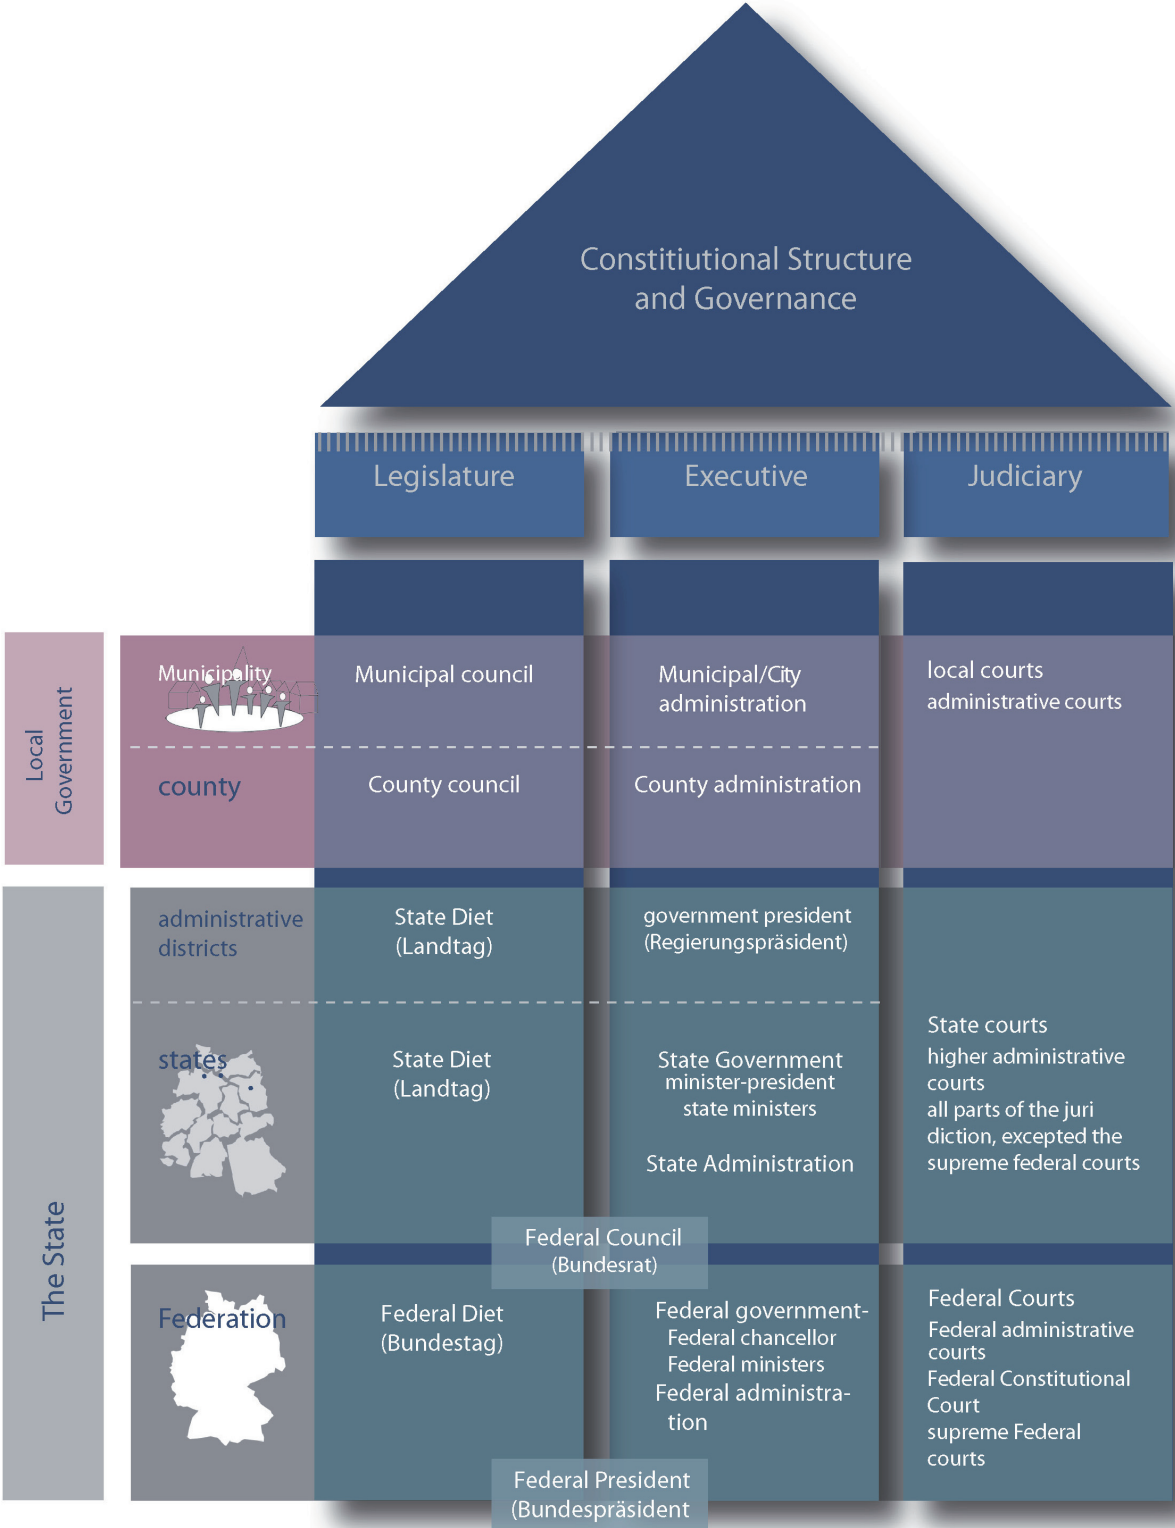 Constitiutional Structure
and Governance
Legislature
Executive
Judiciary
Local
Government
Municipality
Municipal council
Municipal/City
administration
local courts
administrative courts
county
County council
County administration
The State
administrative
districts
State Diet
(Landtag)
government president
(Regierungspräsident)
states
State Diet
(Landtag)
State Government
minister-president
state ministers
State Administration
State courts
higher administrative
courts
all parts of the juri
diction, excepted the
supreme federal courts
Federal Council
(Bundesrat)
Federation
Federal Diet
(Bundestag)
Federal government-
Federal chancellor
Federal ministers
Federal administra-
tion
Federal Courts
Federal administrative
courts
Federal Constitutional
Court
supreme Federal
courts
Federal President
(Bundespräsident